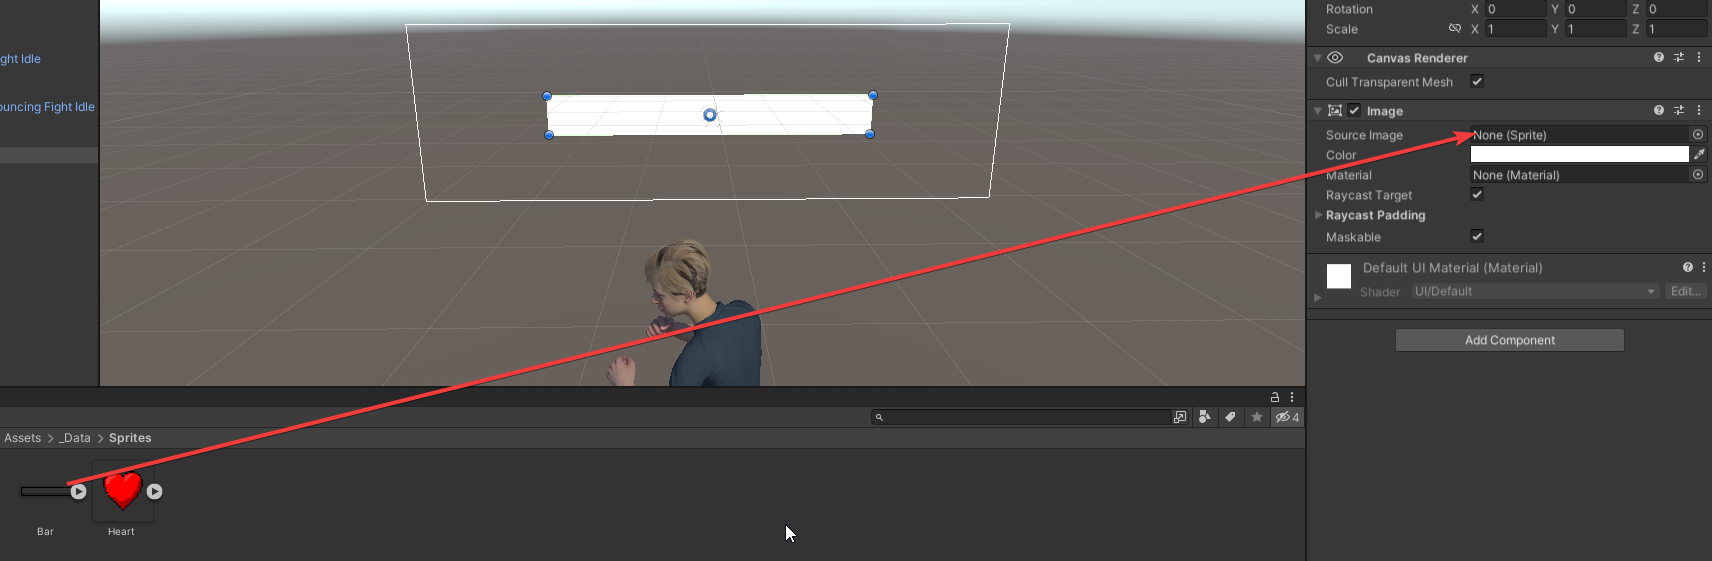 ght Idle
ouncing Fight Idle
Rotation X 0 Y 0 Z 0
Scale X 1 Y 1 Z 1
Canvas Renderer
Cull Transparent Mesh
Image
Source Image None (Sprite)
Color
Material None (Material)
Raycast Target
Raycast Padding
Maskable
Default UI Material (Material)
Shader UI/Default Edit...
Add Component
4
Assets > _Data > Sprites
Bar
Heart